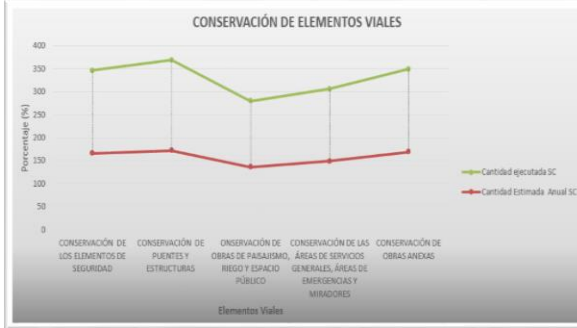 CONSERVACIÓN DE ELEMENTOS VIALES
400
350
300
250
200
150
100
50
0
Porcentaje (%)
Cantidad ejecutada SC
Cantidad Estimada Anual SC
CONSERVACIÓN DE
LOS ELEMENTOS DE
SEGURIDAD
CONSERVACIÓN DE
PUENTES Y
ESTRUCTURAS
ONSERVACIÓN DE
OBRAS DE PAISAJISMO,
RIEGO Y ESPACIO
PÚBLICO
CONSERVACIÓN DE LAS
ÁREAS DE SERVICIOS
GENERALES, ÁREAS DE
EMERGENCIAS Y
MIRADORES
CONSERVACIÓN DE
OBRAS ANEXAS
Elementos Viales